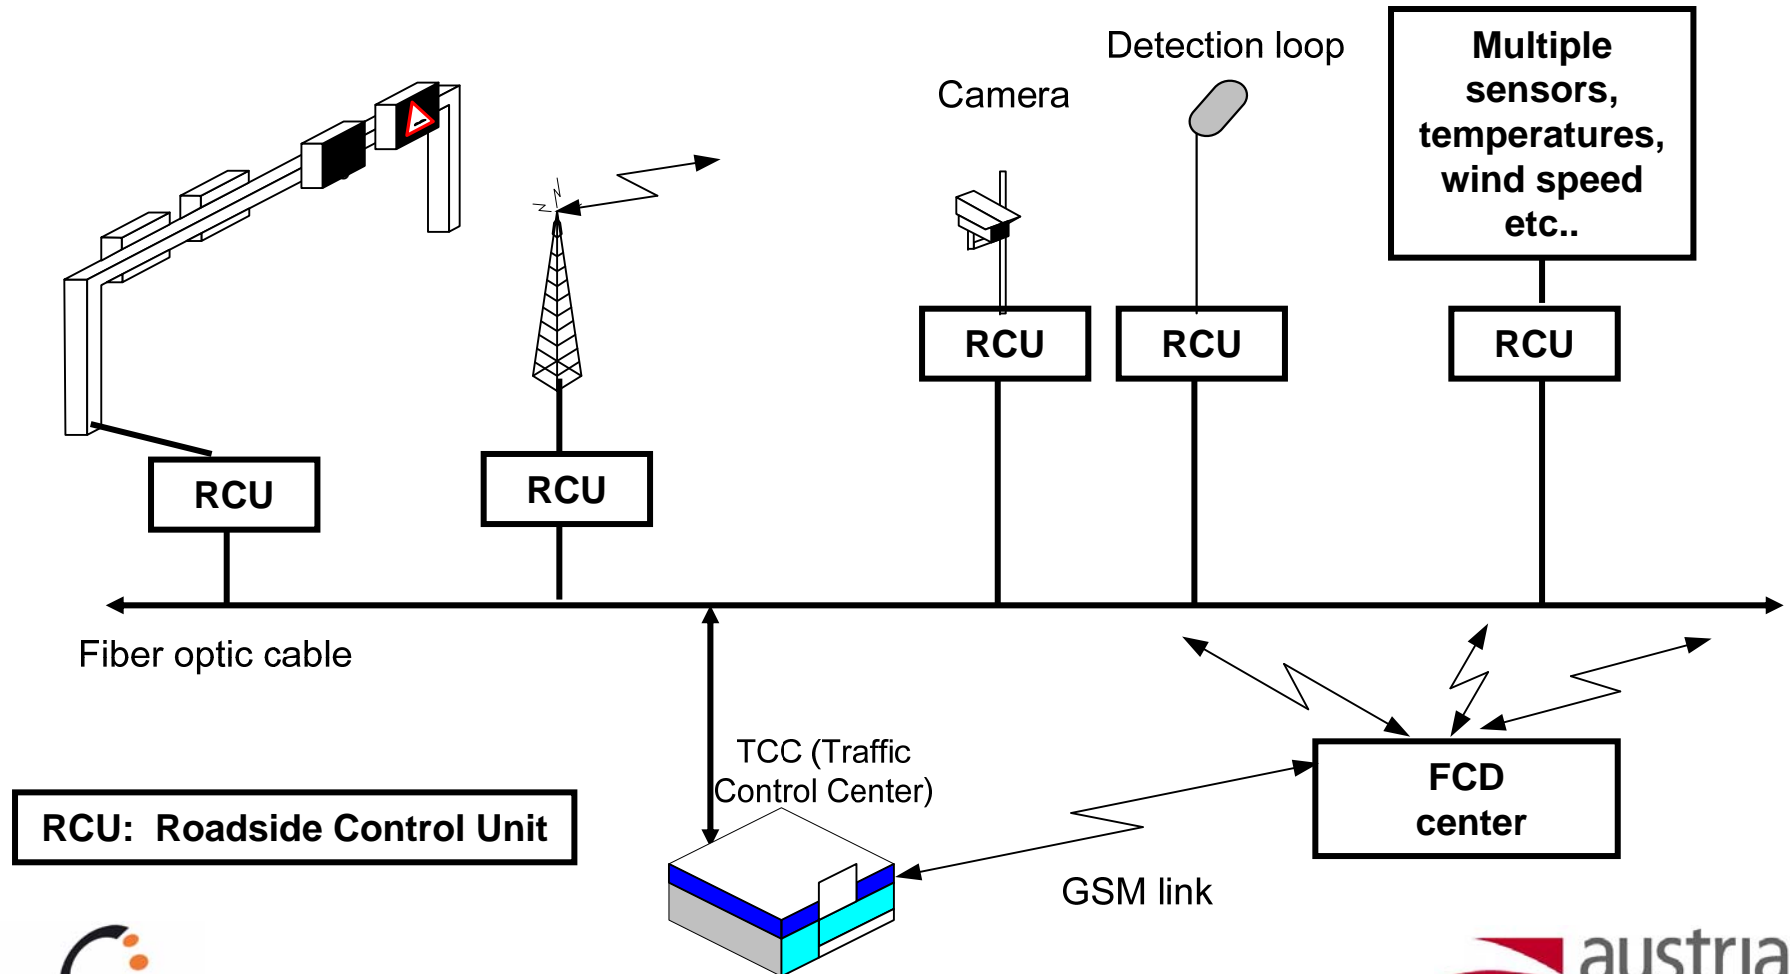 Detection loop
Camera
Multiple
sensors,
temperatures,
wind speed
etc..
RCU
RCU
RCU
RCU
RCU
Fiber optic cable
TCC (Traffic
Control Center)
FCD
center
RCU: Roadside Control Unit
GSM link
austria